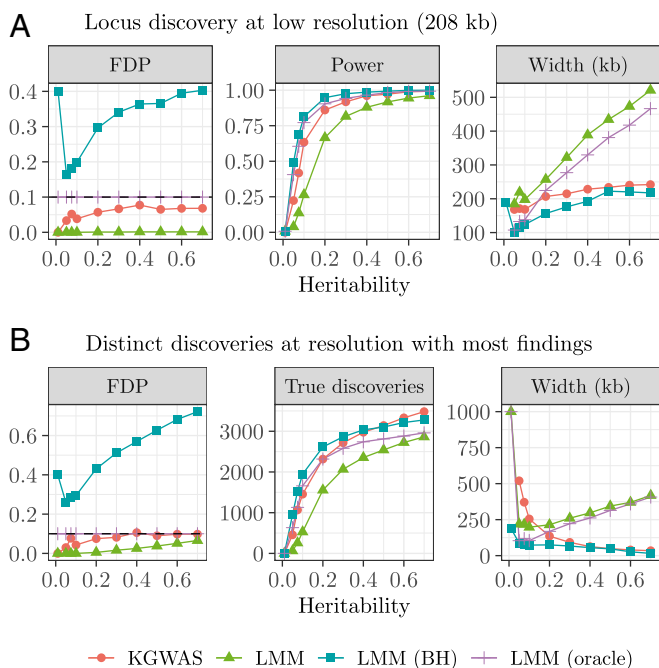 A
Locus discovery at low resolution (208 kb)
FDP Power Width (kb)
0.4
0.3
0.2
0.1
0.0
1.00
0.75
0.50
0.25
0.00
500
400
300
200
100
0.0 0.2 0.4 0.6 0.0 0.2 0.4 0.6 0.0 0.2 0.4 0.6
Heritability
B
Distinct discoveries at resolution with most findings
FDP True discoveries Width (kb)
0.6
0.4
0.2
0.0
3000
2000
1000
0
1000
750
500
250
0
0.0 0.2 0.4 0.6 0.0 0.2 0.4 0.6 0.0 0.2 0.4 0.6
Heritability
KGWAS LMM LMM (BH) LMM (oracle)